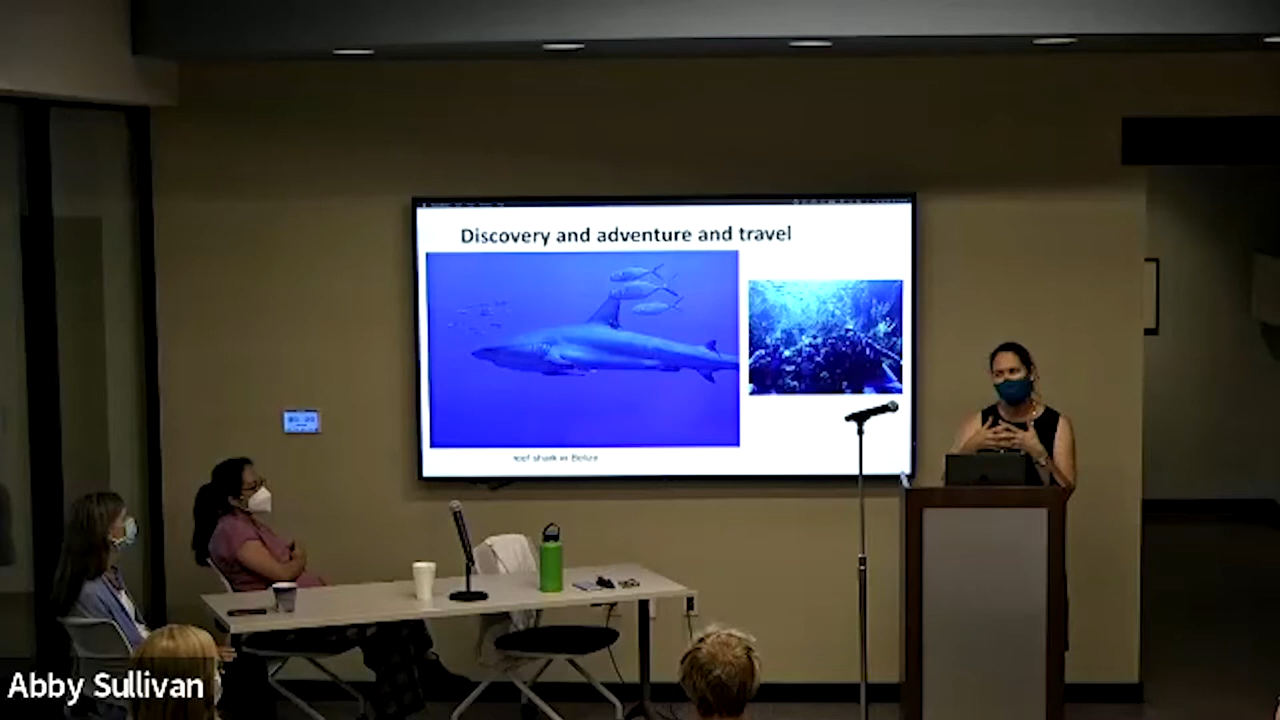 Discovery and adventure and travel
reef shark in Belize
Abby Sullivan